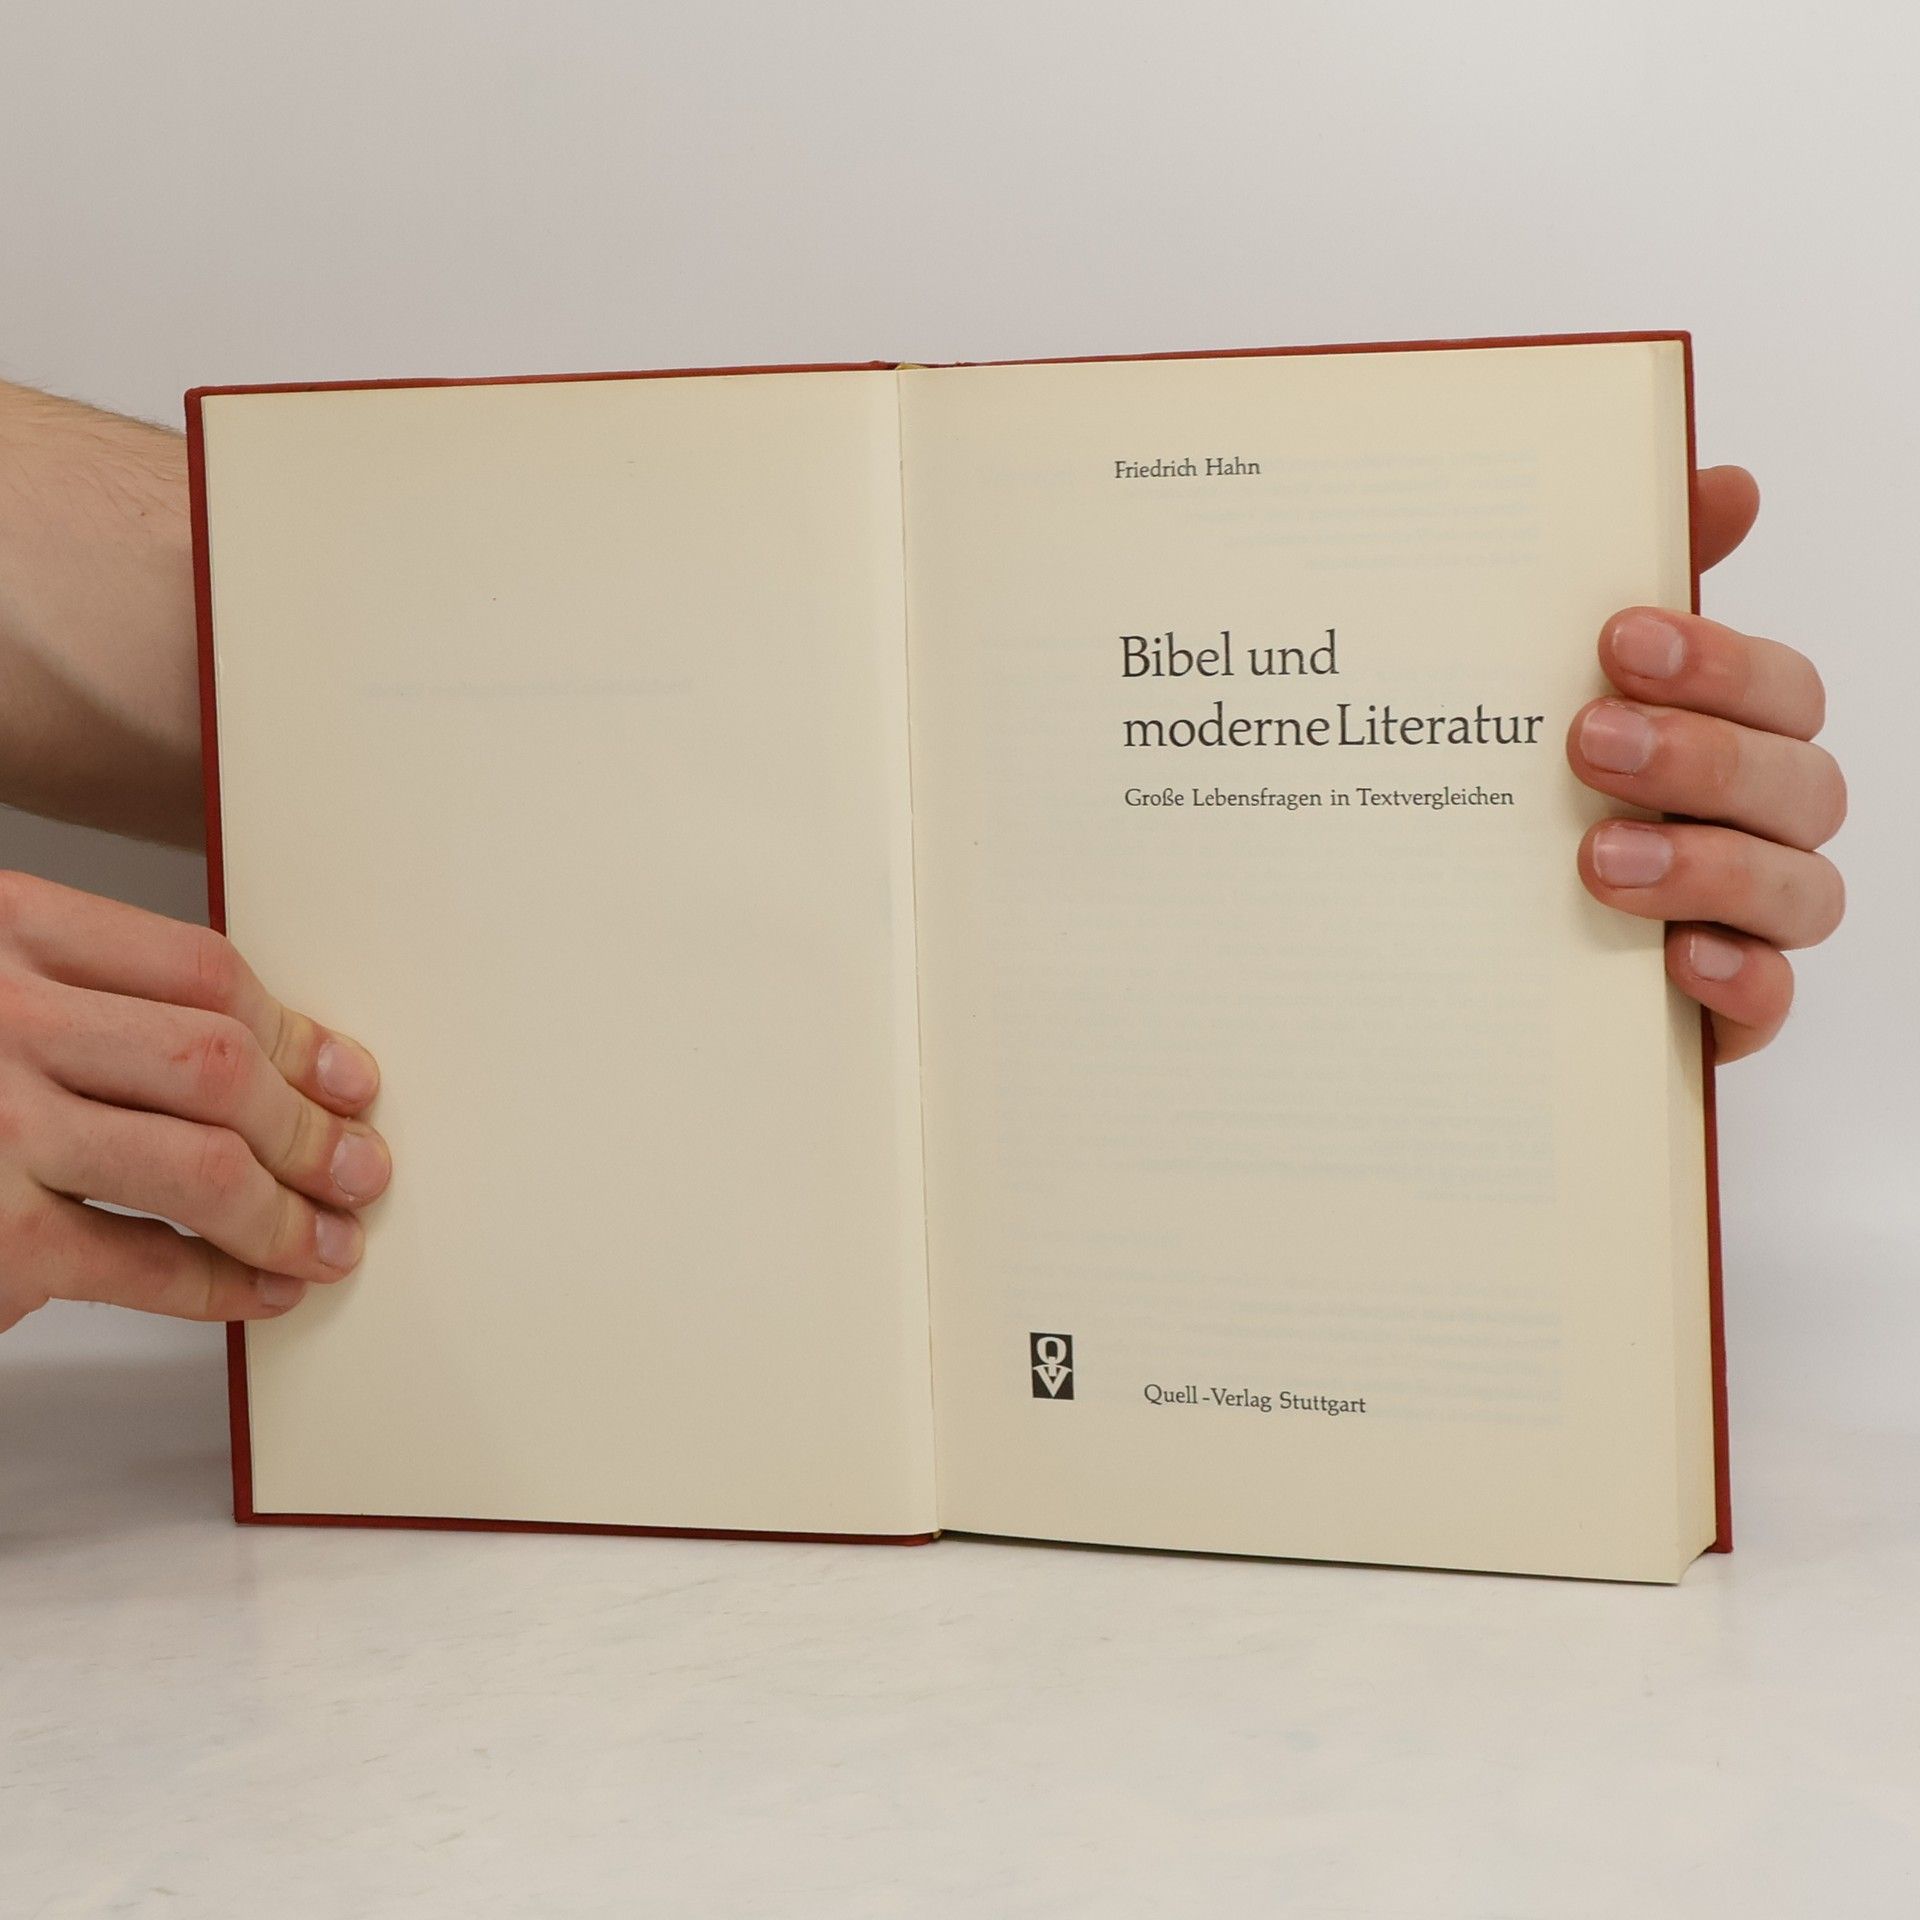 Friedrich Hahn
Bibel und
moderne Literatur
Große Lebensfragen in Textvergleichen
QV
Quell-Verlag Stuttgart